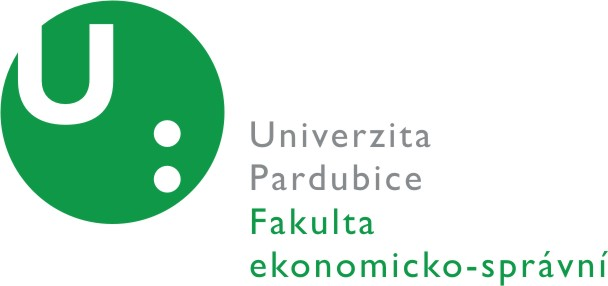 U:
Univerzita
Pardubice
Fakulta
ekonomicko-správní